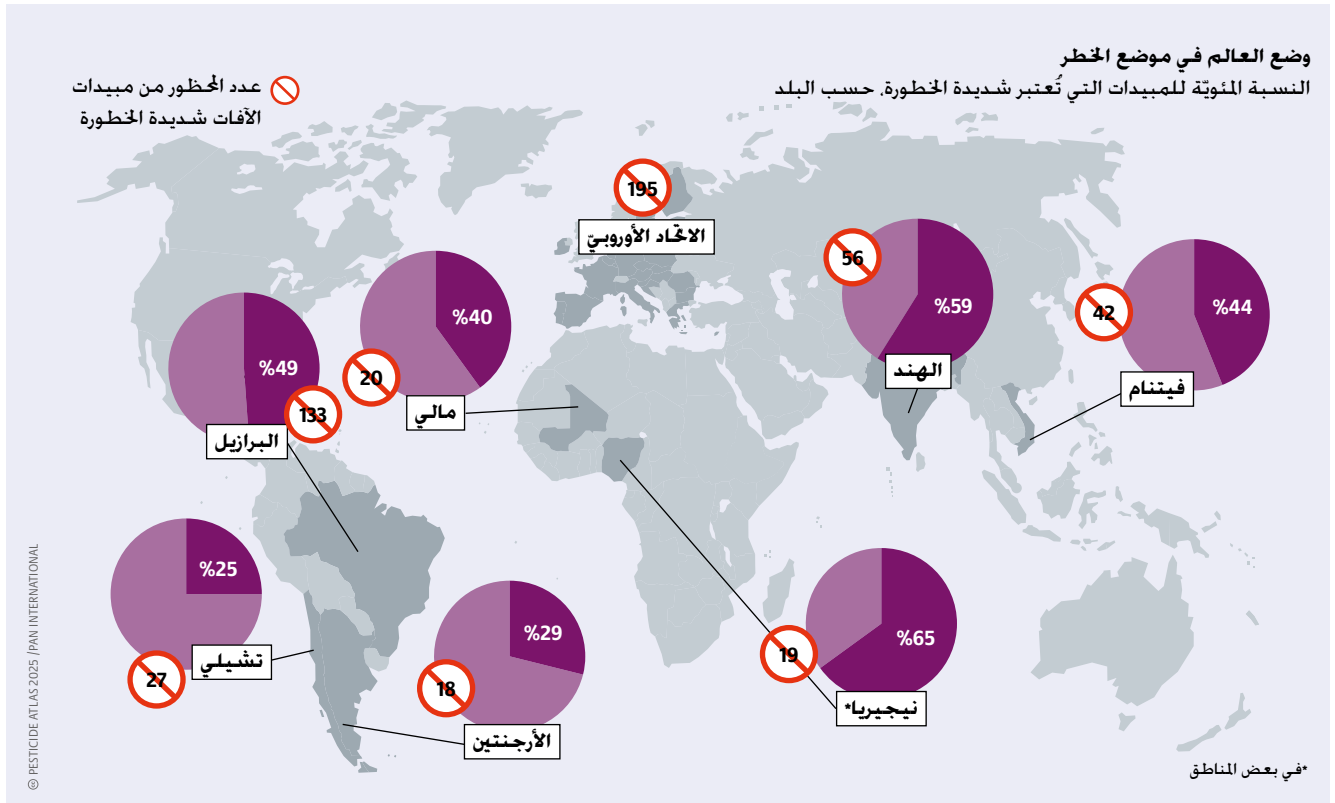 وضع العالم في موضع الخطر
النسبة المئويّة للمبيدات التي تُعتبر شديدة الخطورة، حسب البلد
عدد المحظور من مبيدات
الآفات شديدة الخطورة
195
الاتحّاد الأوروبيّ
56
%59
الهند
42
%44
فيتنام
%40
20
مالي
%49
133
البرازيل
%25
27
تشيلي
%29
18
الأرجنتين
%65
19
نيجيريا*
*في بعض المناطق
PESTICIDE ATLAS 2025 /PAN INTERNATIONAL